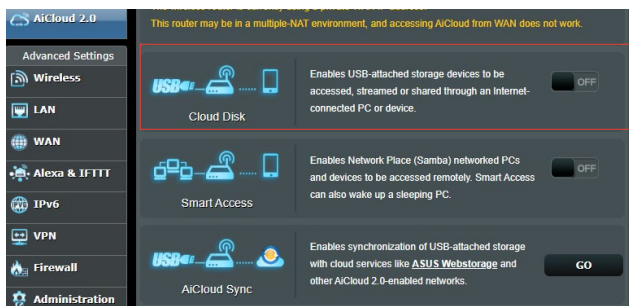 AiCloud 2.0
This router may be in a multiple-NAT environment, and accessing AiCloud from WAN does not work.
Advanced Settings
Wireless
LAN
WAN
Alexa & IFTTT
IPv6
VPN
Firewall
Administration
USB
Cloud Disk
Enables USB-attached storage devices to be
accessed, streamed or shared through an Internet-
connected PC or device.
OFF
Smart Access
Enables Network Place (Samba) networked PCs
and devices to be accessed remotely. Smart Access
can also wake up a sleeping PC.
OFF
USB
AiCloud Sync
Enables synchronization of USB-attached storage
with cloud services like ASUS Webstorage and
other AiCloud 2.0-enabled networks.
GO